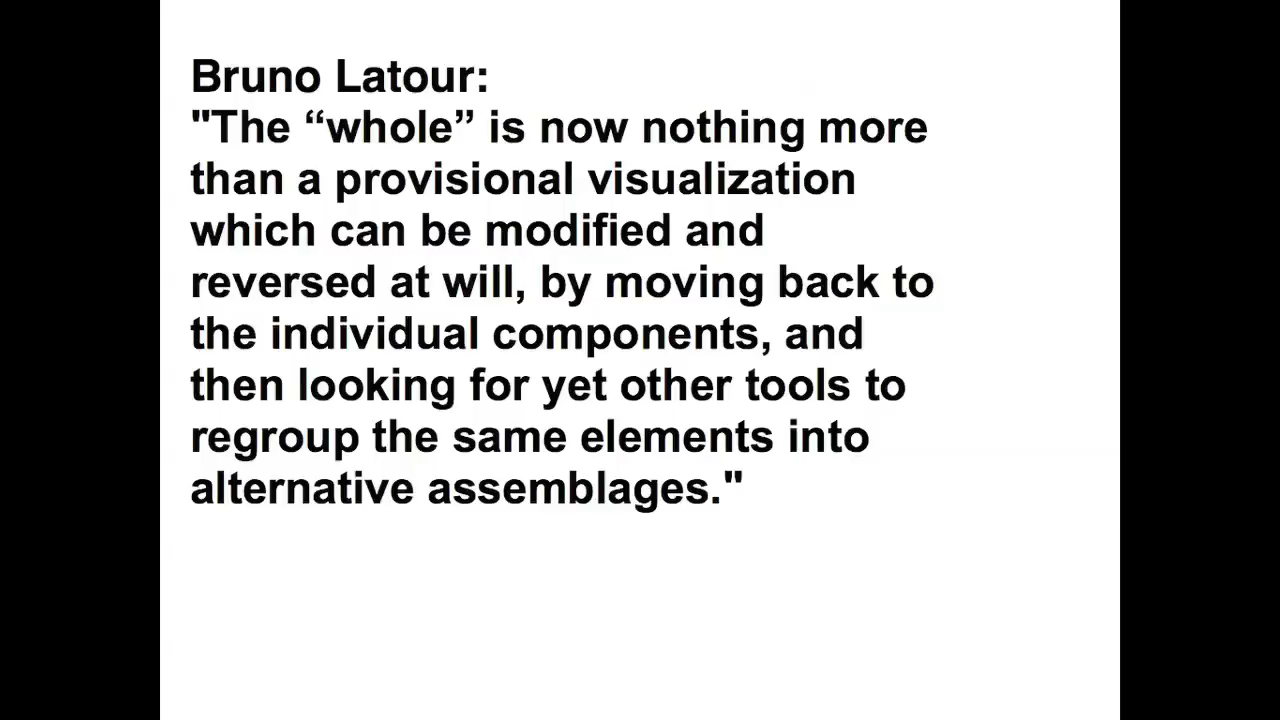 Bruno Latour:
"The “whole” is now nothing more
than a provisional visualization
which can be modified and
reversed at will, by moving back to
the individual components, and
then looking for yet other tools to
regroup the same elements into
alternative assemblages."